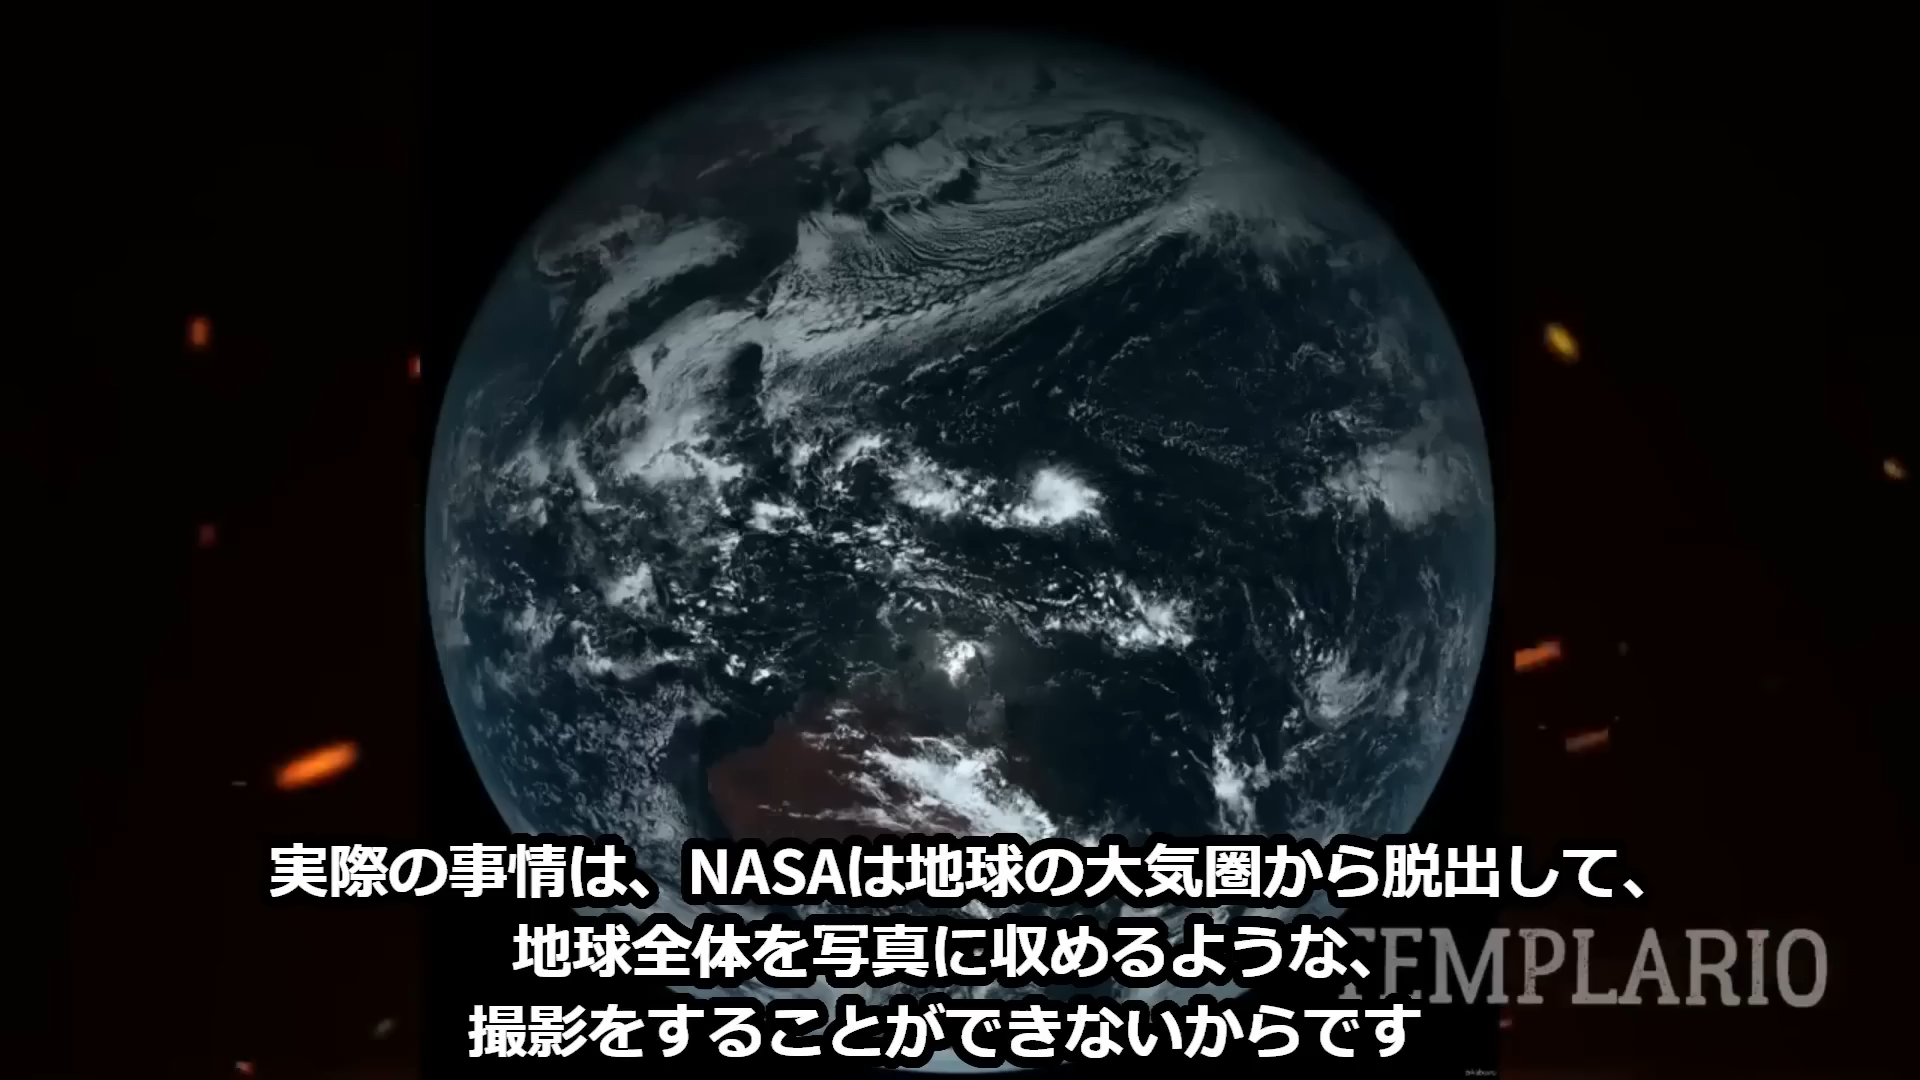 実際の事情は、NASAは地球の大気圏から脱出して、
地球全体を写真に収めるような、
TEMPLARIO
撮影をすることができないからです